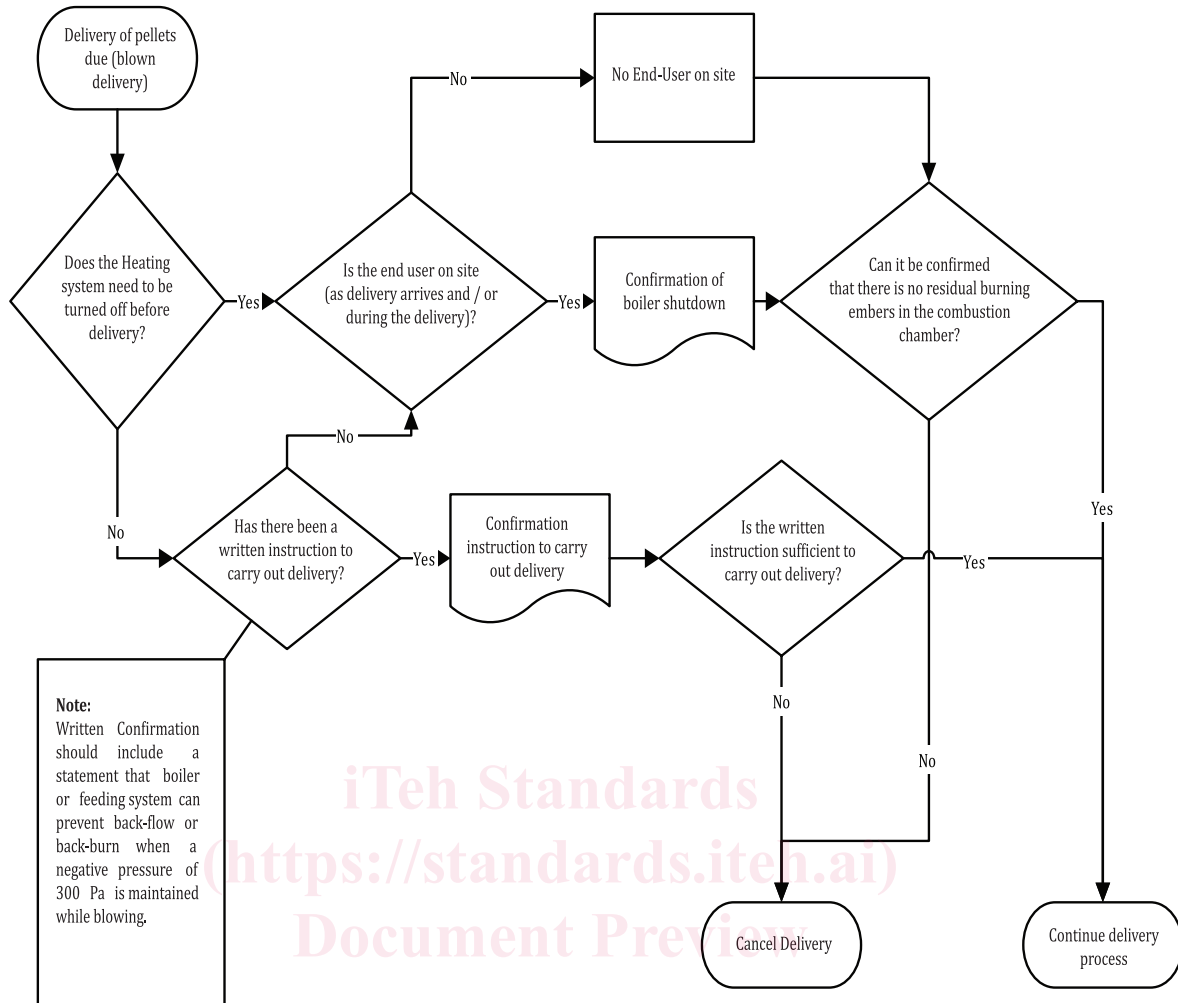 Delivery of pellets
due (blown
delivery)
No
No End-User on site
Does the Heating
system need to be
turned off before
delivery?
Yes
Is the end user on site
(as delivery arrives and / or
during the delivery)?
Yes
Confirmation of
boiler shutdown
Can it be confirmed
that there is no residual burning
embers in the combustion
chamber?
No
No
Has there been a
written instruction to
carry out delivery?
Yes
Confirmation
instruction to carry
out delivery
Is the written
instruction sufficient to
carry out delivery?
Yes
Yes
No
No
Note:
Written Confirmation
should include a
statement that boiler
or feeding system can
prevent back-flow or
back-burn when a
negative pressure of
300 Pa is maintained
while blowing.
iTeh Standards
(https://standards.iteh.ai)
Document Preview
Cancel Delivery
Continue delivery
process